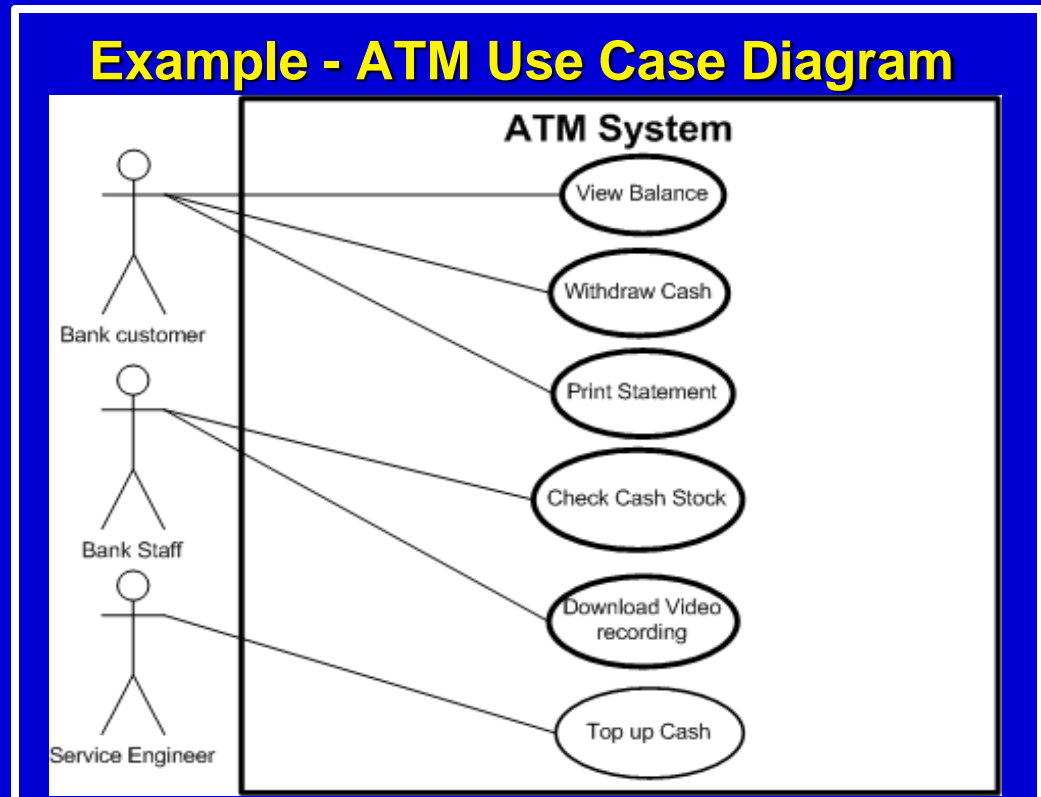 Example - ATM Use Case Diagram
ATM System
View Balance
Withdraw Cash
Bank customer
Print Statement
Check Cash Stock
Bank Staff
Download Video
recording
Top up Cash
Service Engineer